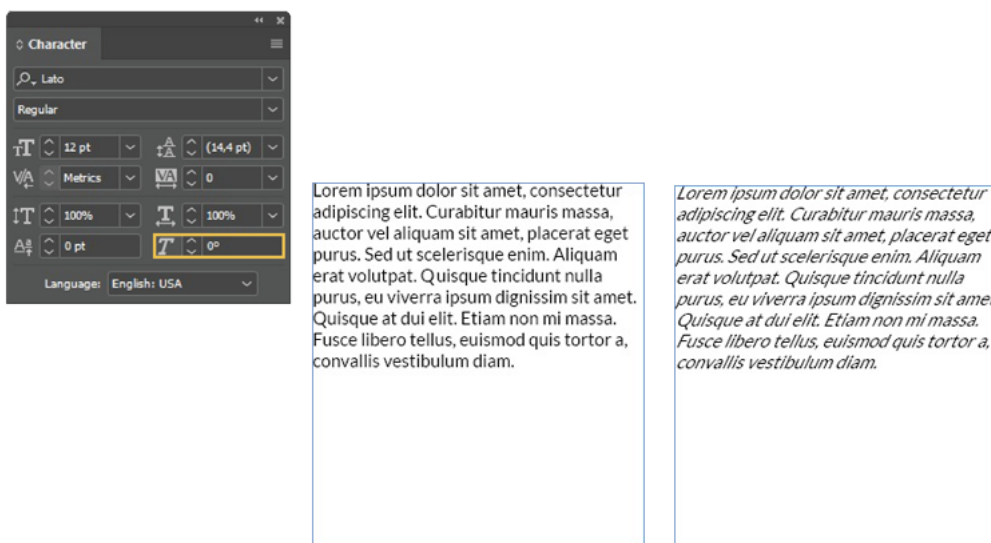 Character
Lato
Regular
12 pt
(14,4 pt)
Metrics
0
100%
100%
0 pt
0°
Language: English: USA
Lorem ipsum dolor sit amet, consectetur
adipiscing elit. Curabitur mauris massa,
auctor vel aliquam sit amet, placerat eget
purus. Sed ut scelerisque enim. Aliquam
erat volutpat. Quisque tincidunt nulla
purus, eu viverra ipsum dignissim sit amet.
Quisque at dui elit. Etiam non mi massa.
Fusce libero tellus, euismod quis tortor a,
convallis vestibulum diam.
Lorem ipsum dolor sit amet, consectetur
adipiscing elit. Curabitur mauris massa,
auctor vel aliquam sit amet, placerat eget
purus. Sed ut scelerisque enim. Aliquam
erat volutpat. Quisque tincidunt nulla
purus, eu viverra ipsum dignissim sit ame
Quisque at dui elit. Etiam non mi massa.
Fusce libero tellus, euismod quis tortor a,
convallis vestibulum diam.